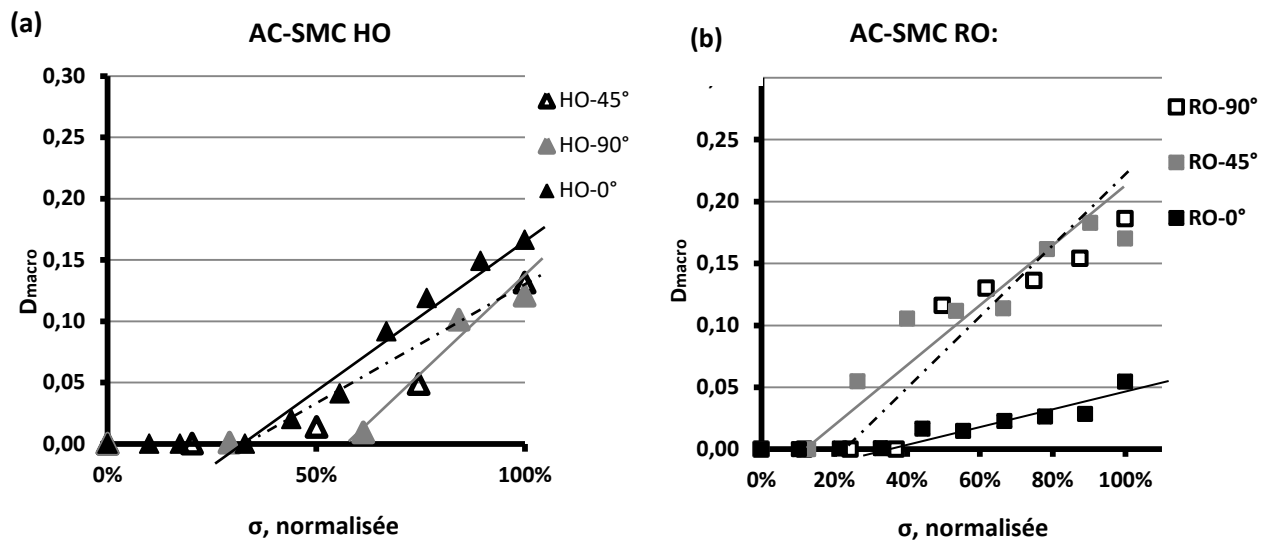 (a)
AC-SMC HO
0,30
0,25
0,20
0,15
0,10
0,05
0,00
Dmacro
0%
50%
100%
σ, normalisée
HO-45°
HO-90°
HO-0°
(b)
AC-SMC RO:
0,25
0,20
0,15
0,10
0,05
0,00
Dmacro
0%
20%
40%
60%
80%
100%
σ, normalisée
RO-90°
RO-45°
RO-0°